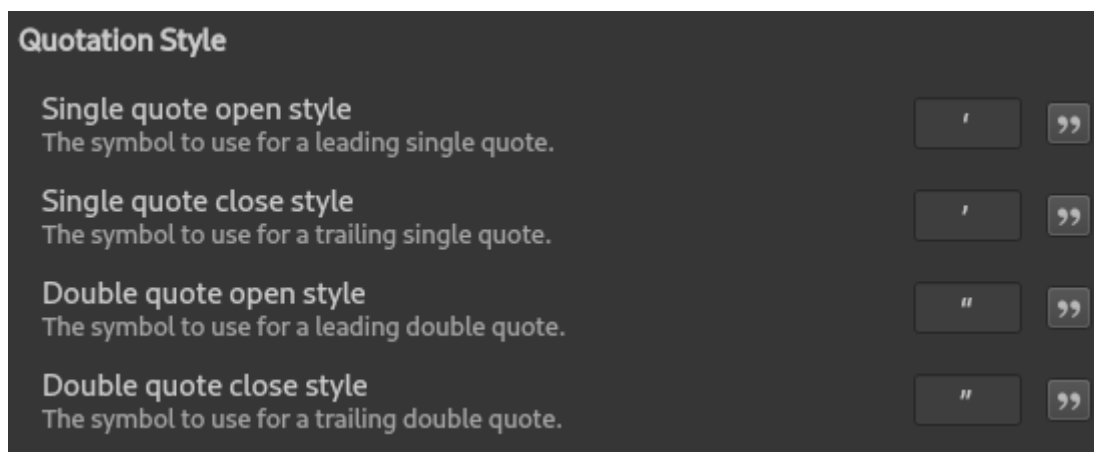 Quotation Style
Single quote open style
The symbol to use for a leading single quote.
‘
Single quote close style
The symbol to use for a trailing single quote.
’
Double quote open style
The symbol to use for a leading double quote.
“
Double quote close style
The symbol to use for a trailing double quote.
”